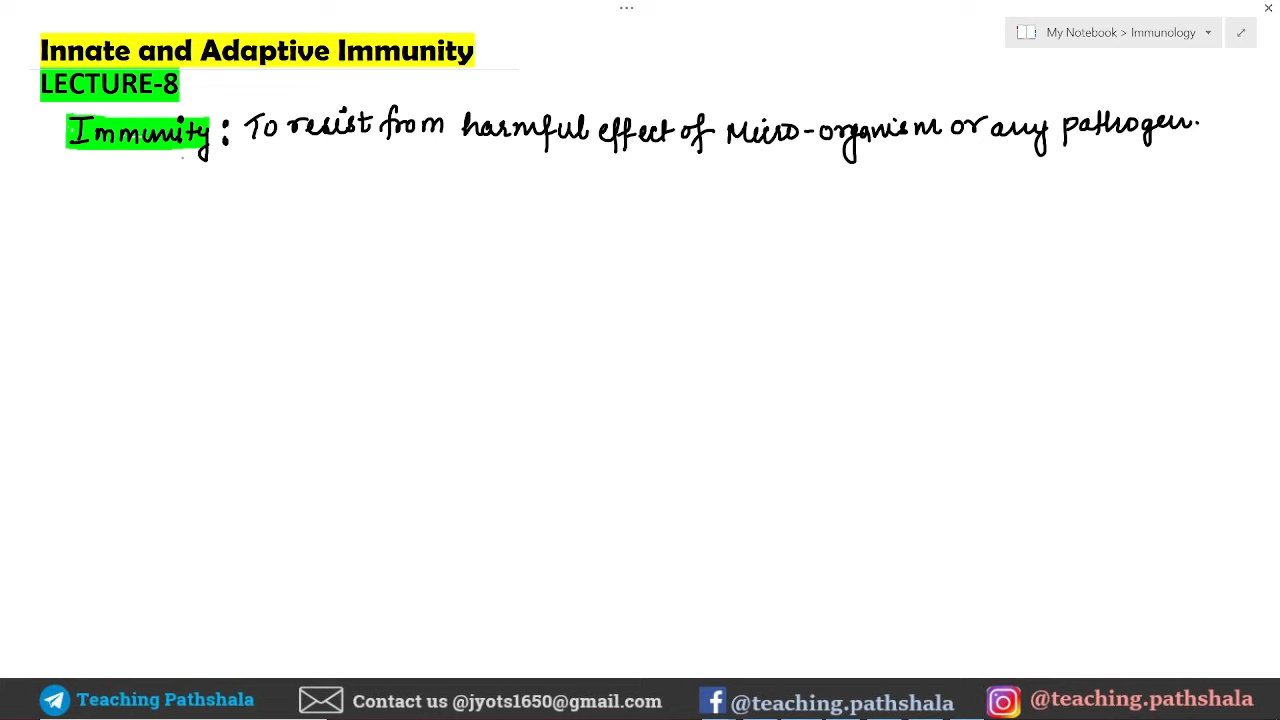 My Notebook > Immunology
Innate and Adaptive Immunity
LECTURE-8
Immunity : To resist from harmful effect of Micro-organism or any pathogen.
Teaching Pathshala
Contact us @jyots1650@gmail.com
@teaching.pathshala
@teaching.pathshala